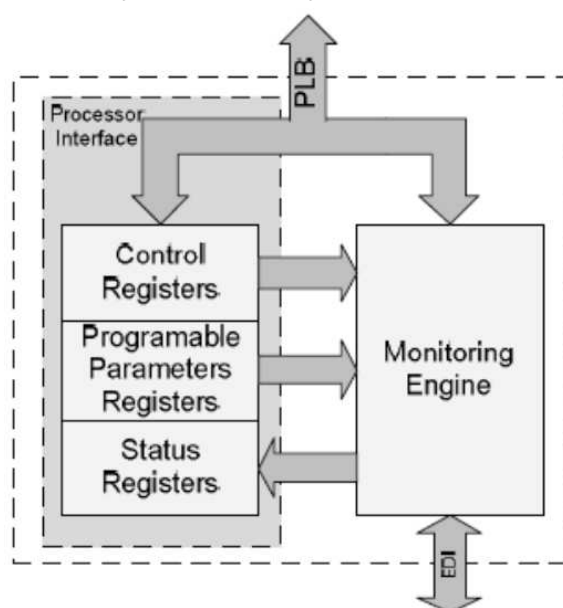 PLB
Processor
Interface
Control
Registers
Programable
Parameters
Registers
Status
Registers
Monitoring
Engine
EDI